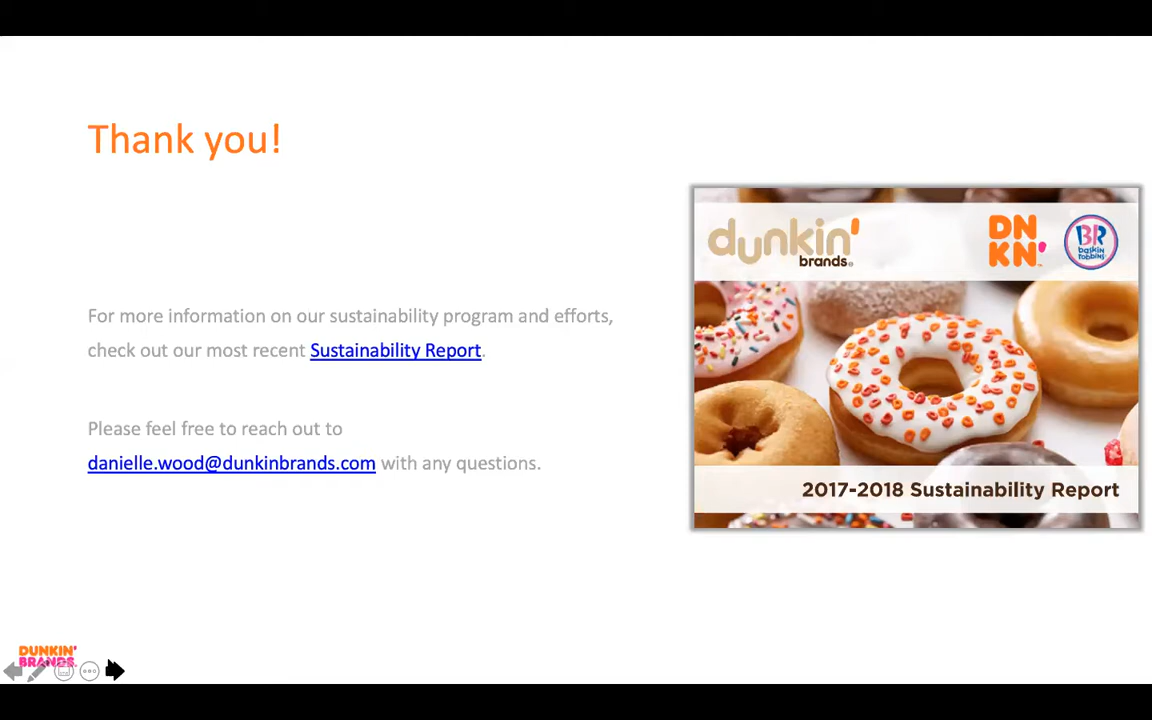 Thank you!
For more information on our sustainability program and efforts,
check out our most recent Sustainability Report.
Please feel free to reach out to
danielle.wood@dunkinbrands.com with any questions.
dunkin'
brands®
DN
KN'™
BR
baskin
robbins
2017-2018 Sustainability Report
DUNKIN'
BRANDS.